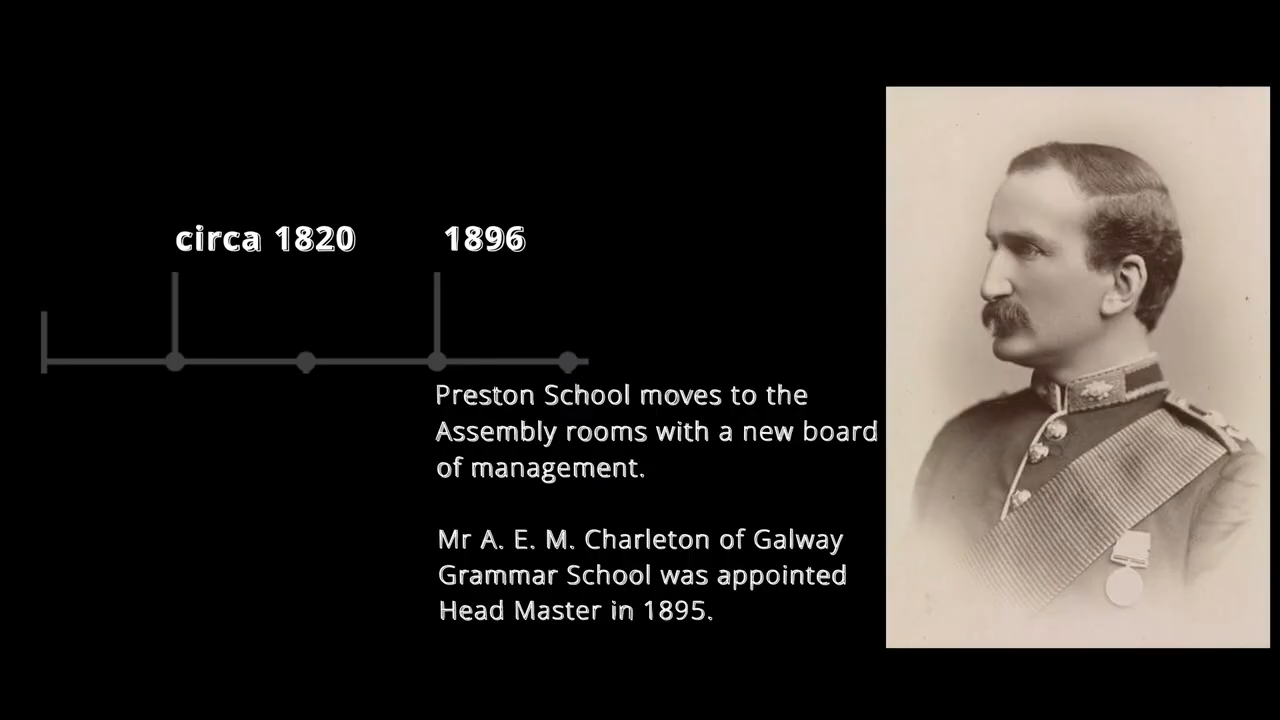 circa 1820
1896
Preston School moves to the
Assembly rooms with a new board
of management.
Mr A. E. M. Charleton of Galway
Grammar School was appointed
Head Master in 1895.